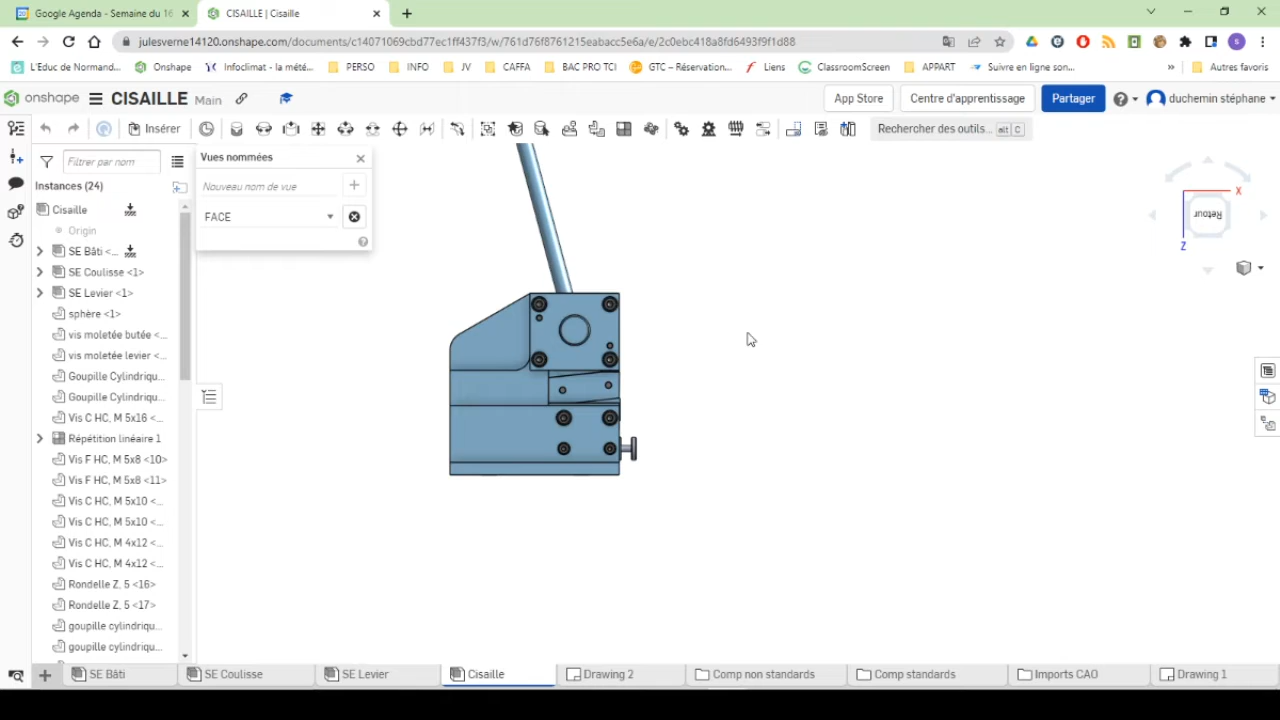 Google Agenda - Semaine du 16
CISAILLE | Cisaille
julesverne14120.onshape.com/documents/c14071069cbd77ec1ff437f3/w/761d76f8761215eabacc5e6a/e/2c0ebc418a8fd6493f9f1d88
L'Educ de Normand... Onshape Infoclimat - la mété... PERSO INFO JV CAFFA BAC PRO TCI GTC – Réservation... Liens ClassroomScreen APPART Suivre en ligne son... » Autres favoris
onshape CISAILLE Main App Store Centre d'apprentissage Partager duchemin stéphane
Insérer Rechercher des outils... alt C
Filtrer par nom
Vues nommées
Instances (24)
Nouveau nom de vue
FACE
Cisaille
Origin
SE Bâti <...
SE Coulisse <1>
SE Levier <1>
sphère <1>
vis moletée butée <...
vis moletée levier <...
Goupille Cylindriqu...
Goupille Cylindriqu...
Vis C HC, M 5x16 <...
Répétition linéaire 1
Vis F HC, M 5x8 <10>
Vis F HC, M 5x8 <11>
Vis C HC, M 5x10 <...
Vis C HC, M 5x10 <...
Vis C HC, M 4x12 <...
Vis C HC, M 4x12 <...
Rondelle Z, 5 <16>
Rondelle Z, 5 <17>
goupille cylindriqu...
goupille cylindriqu...
X
Retour
Z
SE Bâti SE Coulisse SE Levier Cisaille Drawing 2 Comp non standards Comp standards Imports CAO Drawing 1